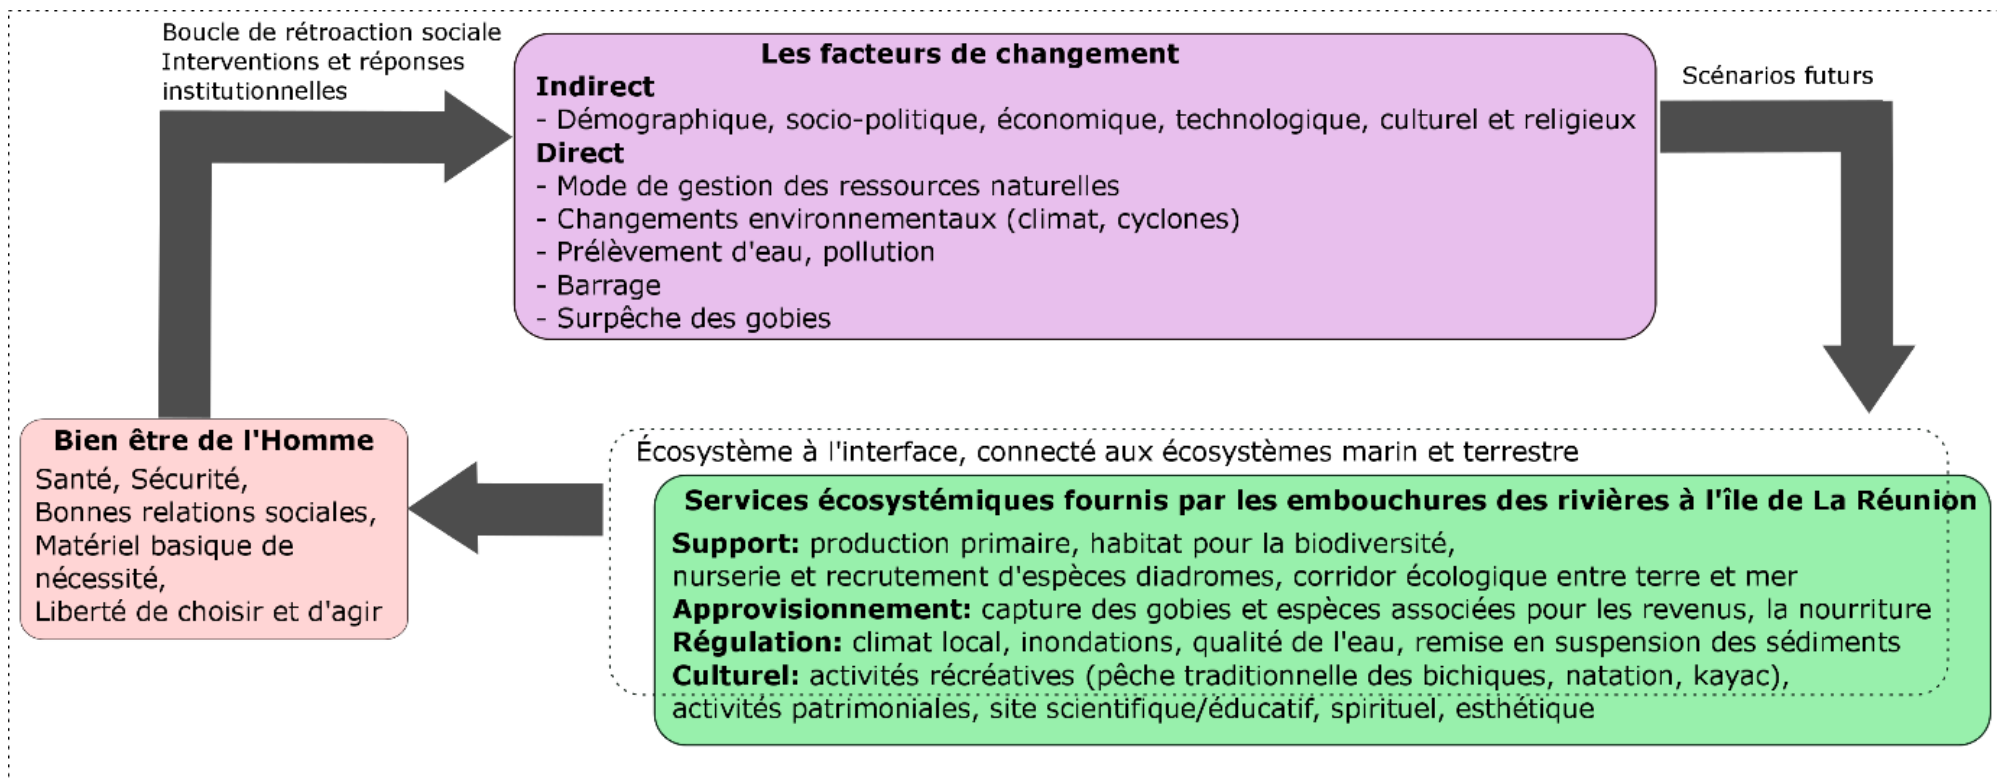 Boucle de rétroaction sociale
Interventions et réponses
institutionnelles
Les facteurs de changement
Indirect
- Démographique, socio-politique, économique, technologique, culturel et religieux
Direct
- Mode de gestion des ressources naturelles
- Changements environnementaux (climat, cyclones)
- Prélèvement d'eau, pollution
- Barrage
- Surpêche des gobies
Scénarios futurs
Bien être de l'Homme
Santé, Sécurité,
Bonnes relations sociales,
Matériel basique de
nécessité,
Liberté de choisir et d'agir
Écosystème à l'interface, connecté aux écosystèmes marin et terrestre
Services écosystémiques fournis par les embouchures des rivières à l'île de La Réunion
Support: production primaire, habitat pour la biodiversité,
nurserie et recrutement d'espèces diadromes, corridor écologique entre terre et mer
Approvisionnement: capture des gobies et espèces associées pour les revenus, la nourriture
Régulation: climat local, inondations, qualité de l'eau, remise en suspension des sédiments
Culturel: activités récréatives (pêche traditionnelle des bichiques, natation, kayac),
activités patrimoniales, site scientifique/éducatif, spirituel, esthétique